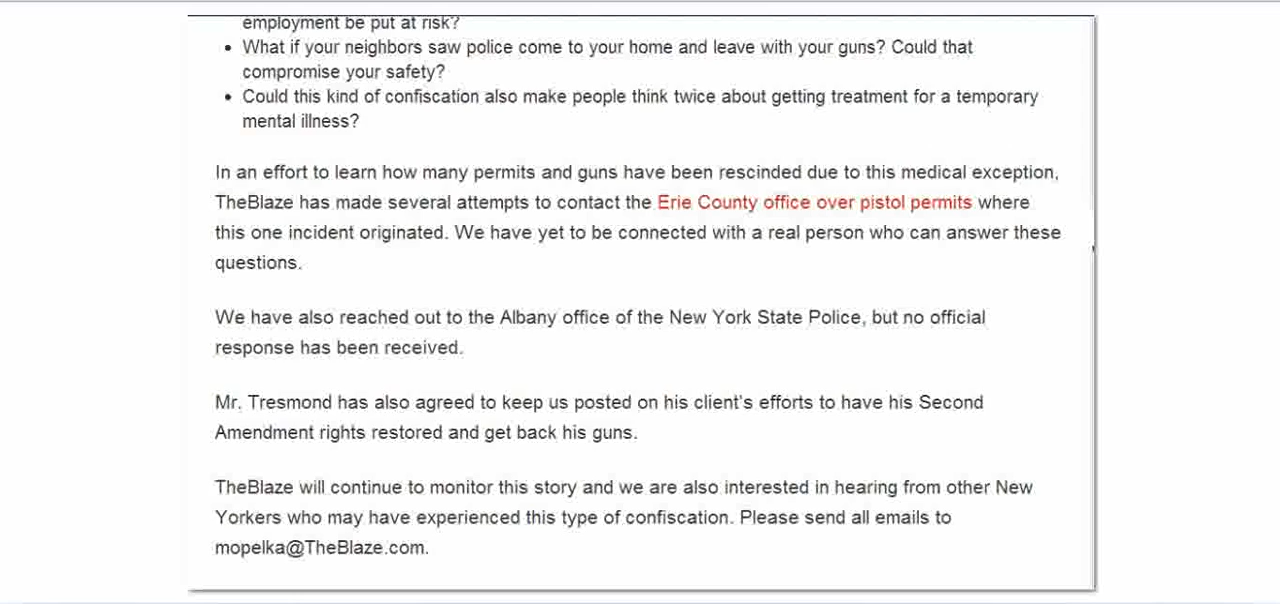 employment be put at risk?
• What if your neighbors saw police come to your home and leave with your guns? Could that
compromise your safety?
• Could this kind of confiscation also make people think twice about getting treatment for a temporary
mental illness?
In an effort to learn how many permits and guns have been rescinded due to this medical exception,
TheBlaze has made several attempts to contact the Erie County office over pistol permits where
this one incident originated. We have yet to be connected with a real person who can answer these
questions.
We have also reached out to the Albany office of the New York State Police, but no official
response has been received.
Mr. Tresmond has also agreed to keep us posted on his client's efforts to have his Second
Amendment rights restored and get back his guns.
TheBlaze will continue to monitor this story and we are also interested in hearing from other New
Yorkers who may have experienced this type of confiscation. Please send all emails to
mopelka@TheBlaze.com.